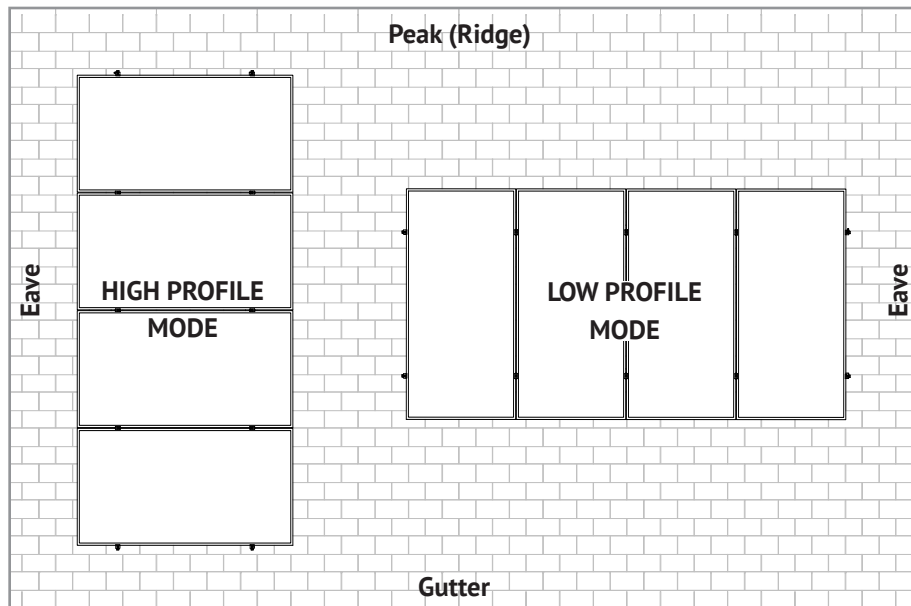 Peak (Ridge)
Eave
HIGH PROFILE
MODE
LOW PROFILE
MODE
Eave
Gutter